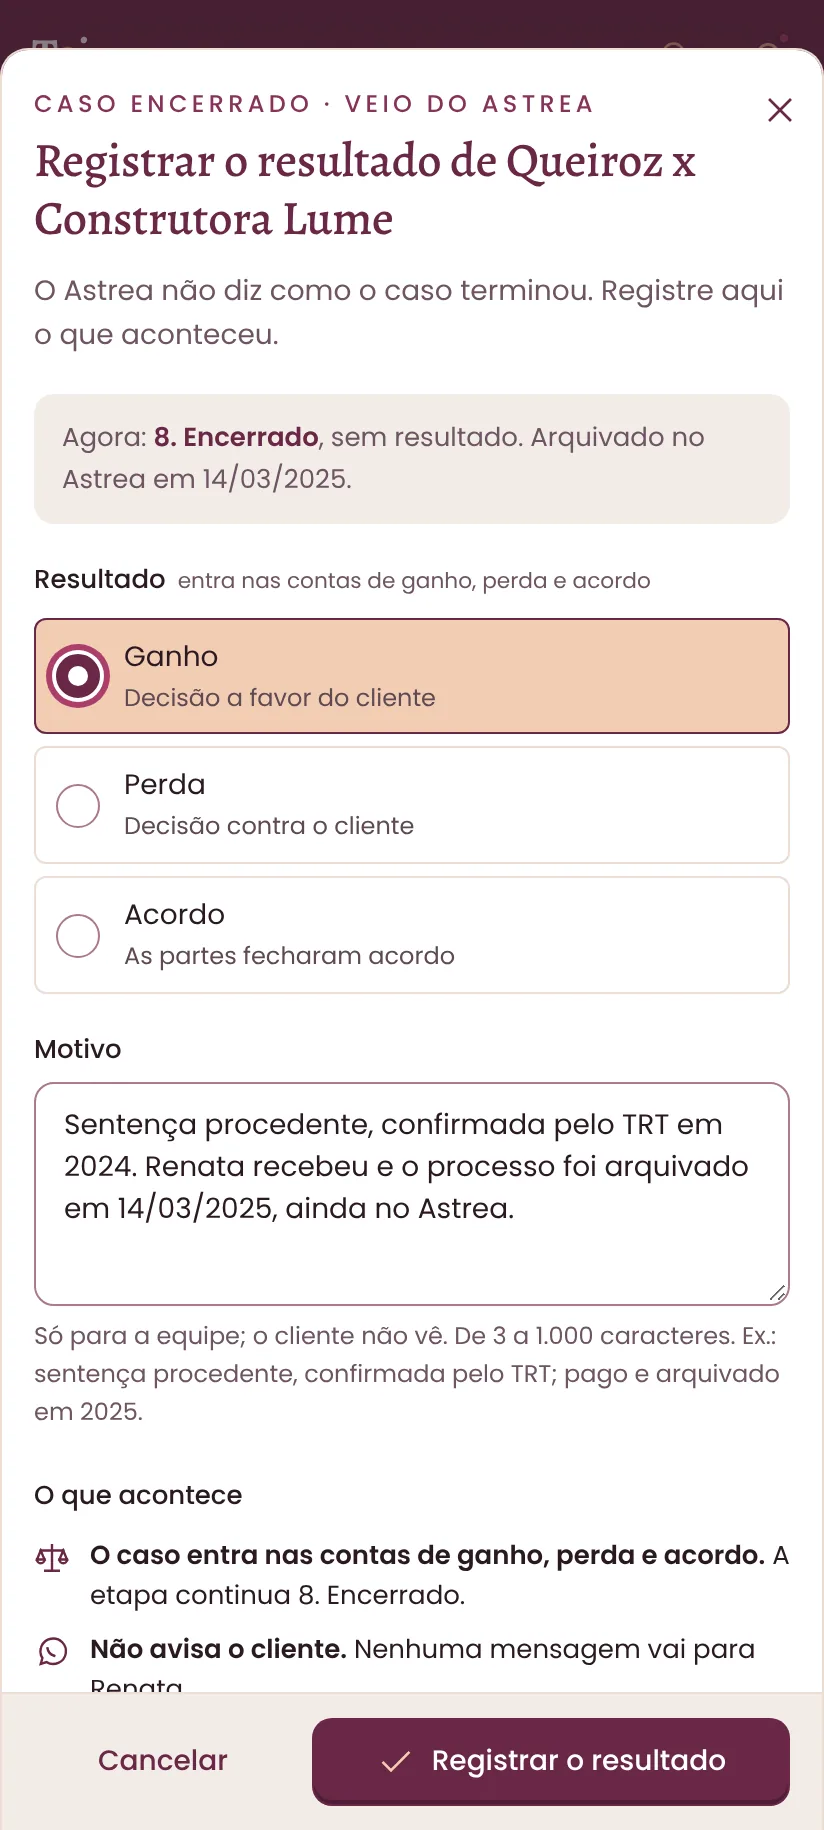 CASO ENCERRADO · VEIO DO ASTREA
Registrar o resultado de Queiroz x
Construtora Lume
O Astrea não diz como o caso terminou. Registre aqui
o que aconteceu.
Agora: 8. Encerrado, sem resultado. Arquivado no
Astrea em 14/03/2025.
Resultado entra nas contas de ganho, perda e acordo
Ganho
Decisão a favor do cliente
Perda
Decisão contra o cliente
Acordo
As partes fecharam acordo
Motivo
Sentença procedente, confirmada pelo TRT em
2024. Renata recebeu e o processo foi arquivado
em 14/03/2025, ainda no Astrea.
Só para a equipe; o cliente não vê. De 3 a 1.000 caracteres. Ex.:
sentença procedente, confirmada pelo TRT; pago e arquivado
em 2025.
O que acontece
O caso entra nas contas de ganho, perda e acordo. A
etapa continua 8. Encerrado.
Não avisa o cliente. Nenhuma mensagem vai para
Renata
Cancelar
Registrar o resultado